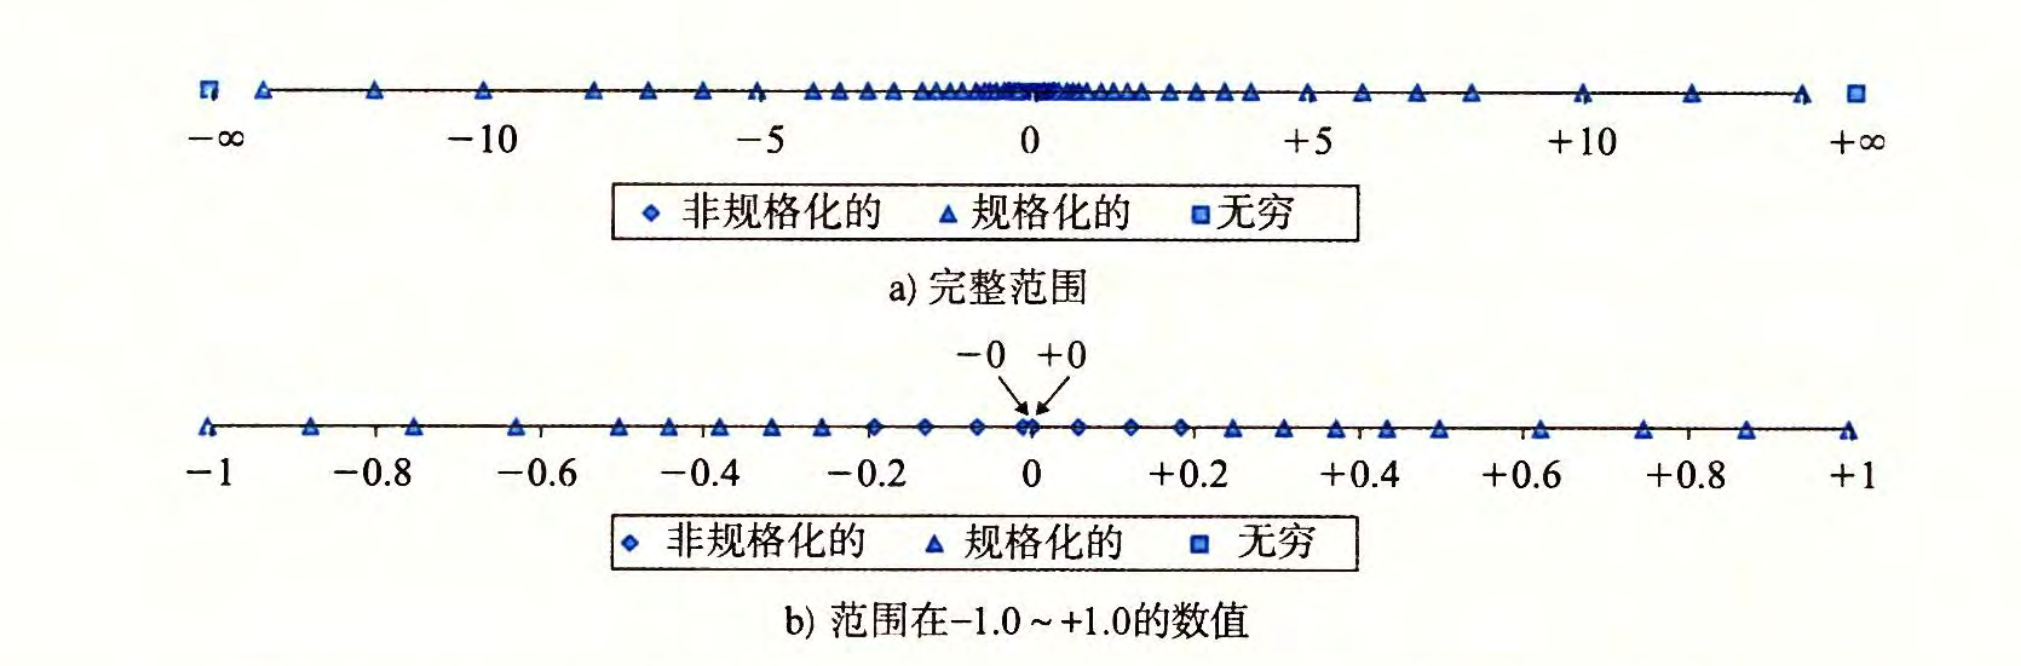 −∞ −10 −5 0 +5 +10 +∞
非规格化的 规格化的 无穷
a) 完整范围
−0 +0
−1 −0.8 −0.6 −0.4 −0.2 0 +0.2 +0.4 +0.6 +0.8 +1
非规格化的 规格化的 无穷
b) 范围在−1.0～+1.0的数值